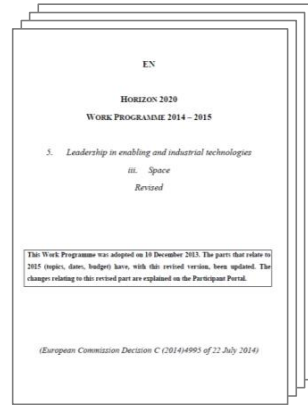 EN
HORIZON 2020
WORK PROGRAMME 2014 – 2015
5. Leadership in enabling and industrial technologies
iii. Space
Revised
This Work Programme was adopted on 10 December 2013. The parts that relate to
2015 (topics, dates, budget) have, with this revised version, been updated. The
changes relating to this revised part are explained on the Participant Portal.
(European Commission Decision C (2014)4995 of 22 July 2014)